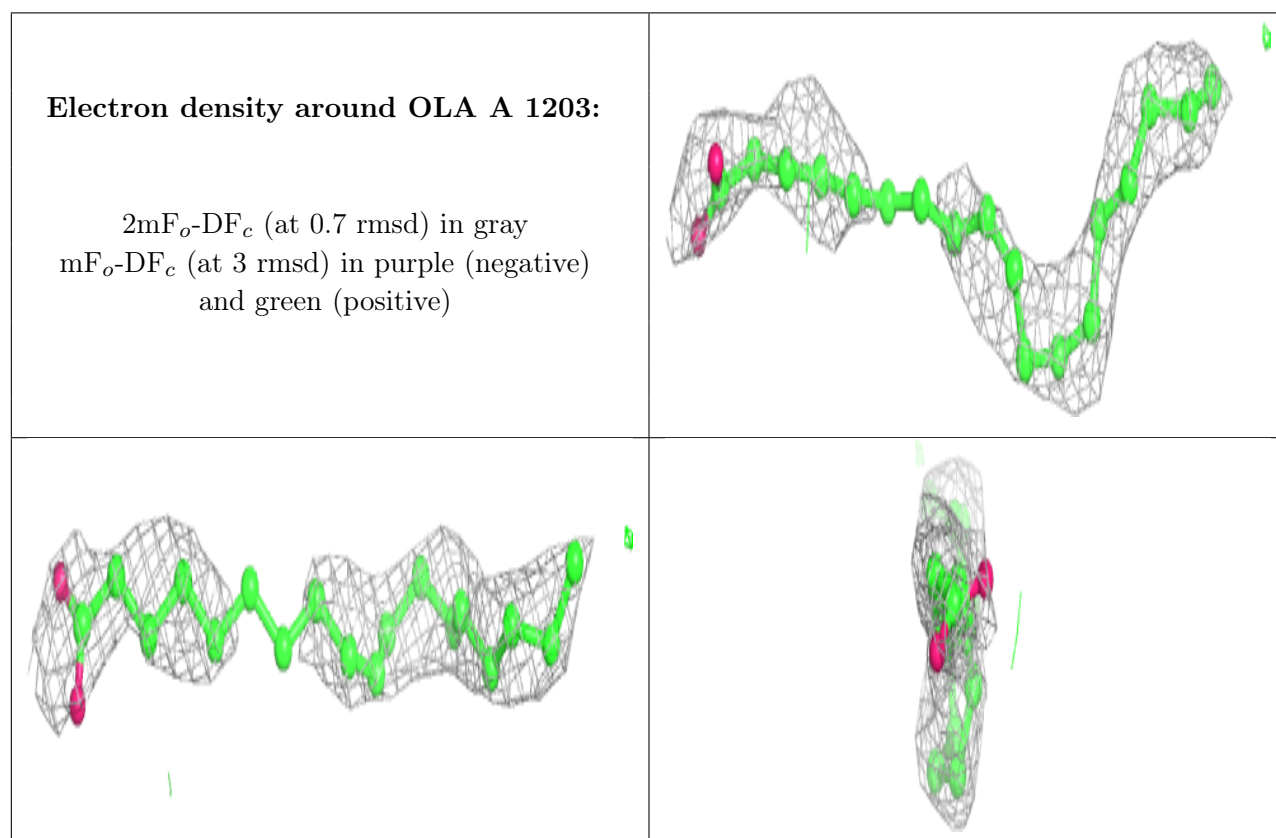 Electron density around OLA A 1203:
2mFo-DFc (at 0.7 rmsd) in gray
mFo-DFc (at 3 rmsd) in purple (negative)
and green (positive)